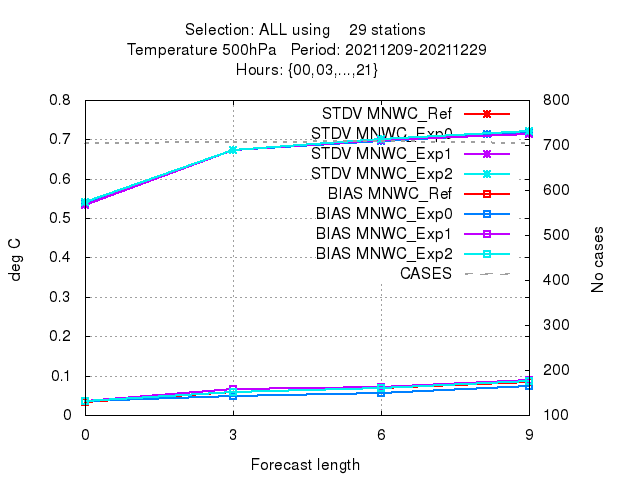 Selection: ALL using 29 stations
Temperature 500hPa Period: 20211209-20211229
Hours: {00,03,...,21}
0.8 800
STDV MNWC_Ref
STDV MNWC_Exp0
0.7 700
STDV MNWC_Exp1
STDV MNWC_Exp2
0.6 600
BIAS MNWC_Ref
BIAS MNWC_Exp0
0.5 500
BIAS MNWC_Exp1
BIAS MNWC_Exp2
0.4 400
CASES
0.3 300
0.2 200
0.1
0 100
deg C
No cases
0 3 6 9
Forecast length